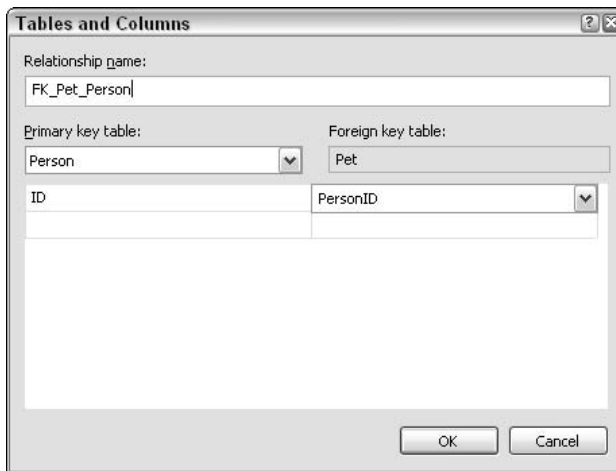 Tables and Columns
Relationship name:
FK_Pet_Person
Primary key table:
Foreign key table:
Person
Pet
ID
PersonID
OK
Cancel